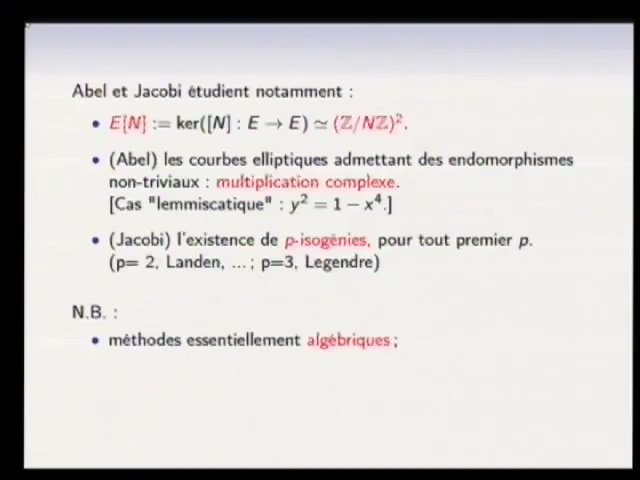 Abel et Jacobi étudient notamment :
• E[N] := ker([N] : E → E) ≃ (ℤ/Nℤ)².
• (Abel) les courbes elliptiques admettant des endomorphismes
non-triviaux : multiplication complexe.
[Cas "lemmiscatique" : y² = 1 − x⁴.]
• (Jacobi) l'existence de p-isogénies, pour tout premier p.
(p= 2, Landen, ... ; p=3, Legendre)
N.B. :
• méthodes essentiellement algébriques ;